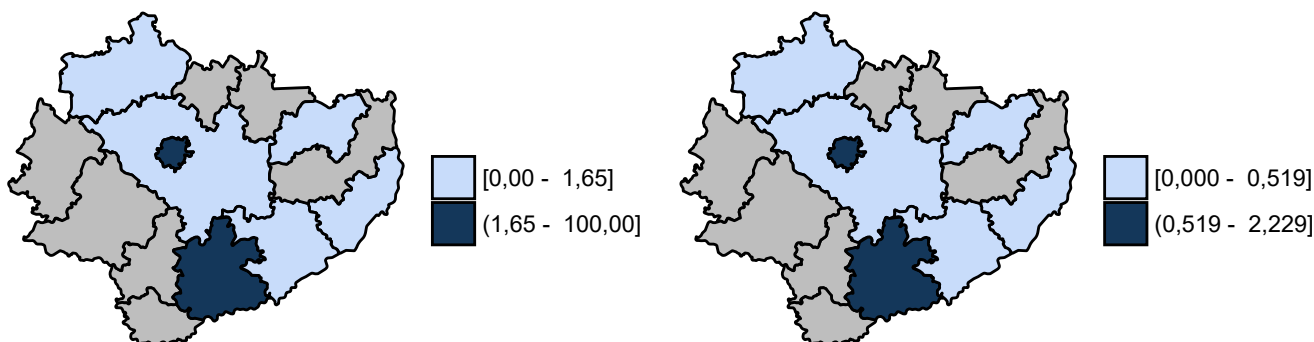 [0,00 -  1,65]
(1,65 -  100,00]
[0,000 -  0,519]
(0,519 -  2,229]